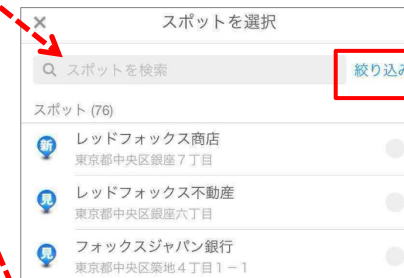 × スポットを選択
スポットを検索 絞り込み
スポット (76)
新 レッドフォックス商店
東京都中央区銀座7丁目
見 レッドフォックス不動産
東京都中央区銀座六丁目
見 フォックスジャパン銀行
東京都中央区築地4丁目1-1